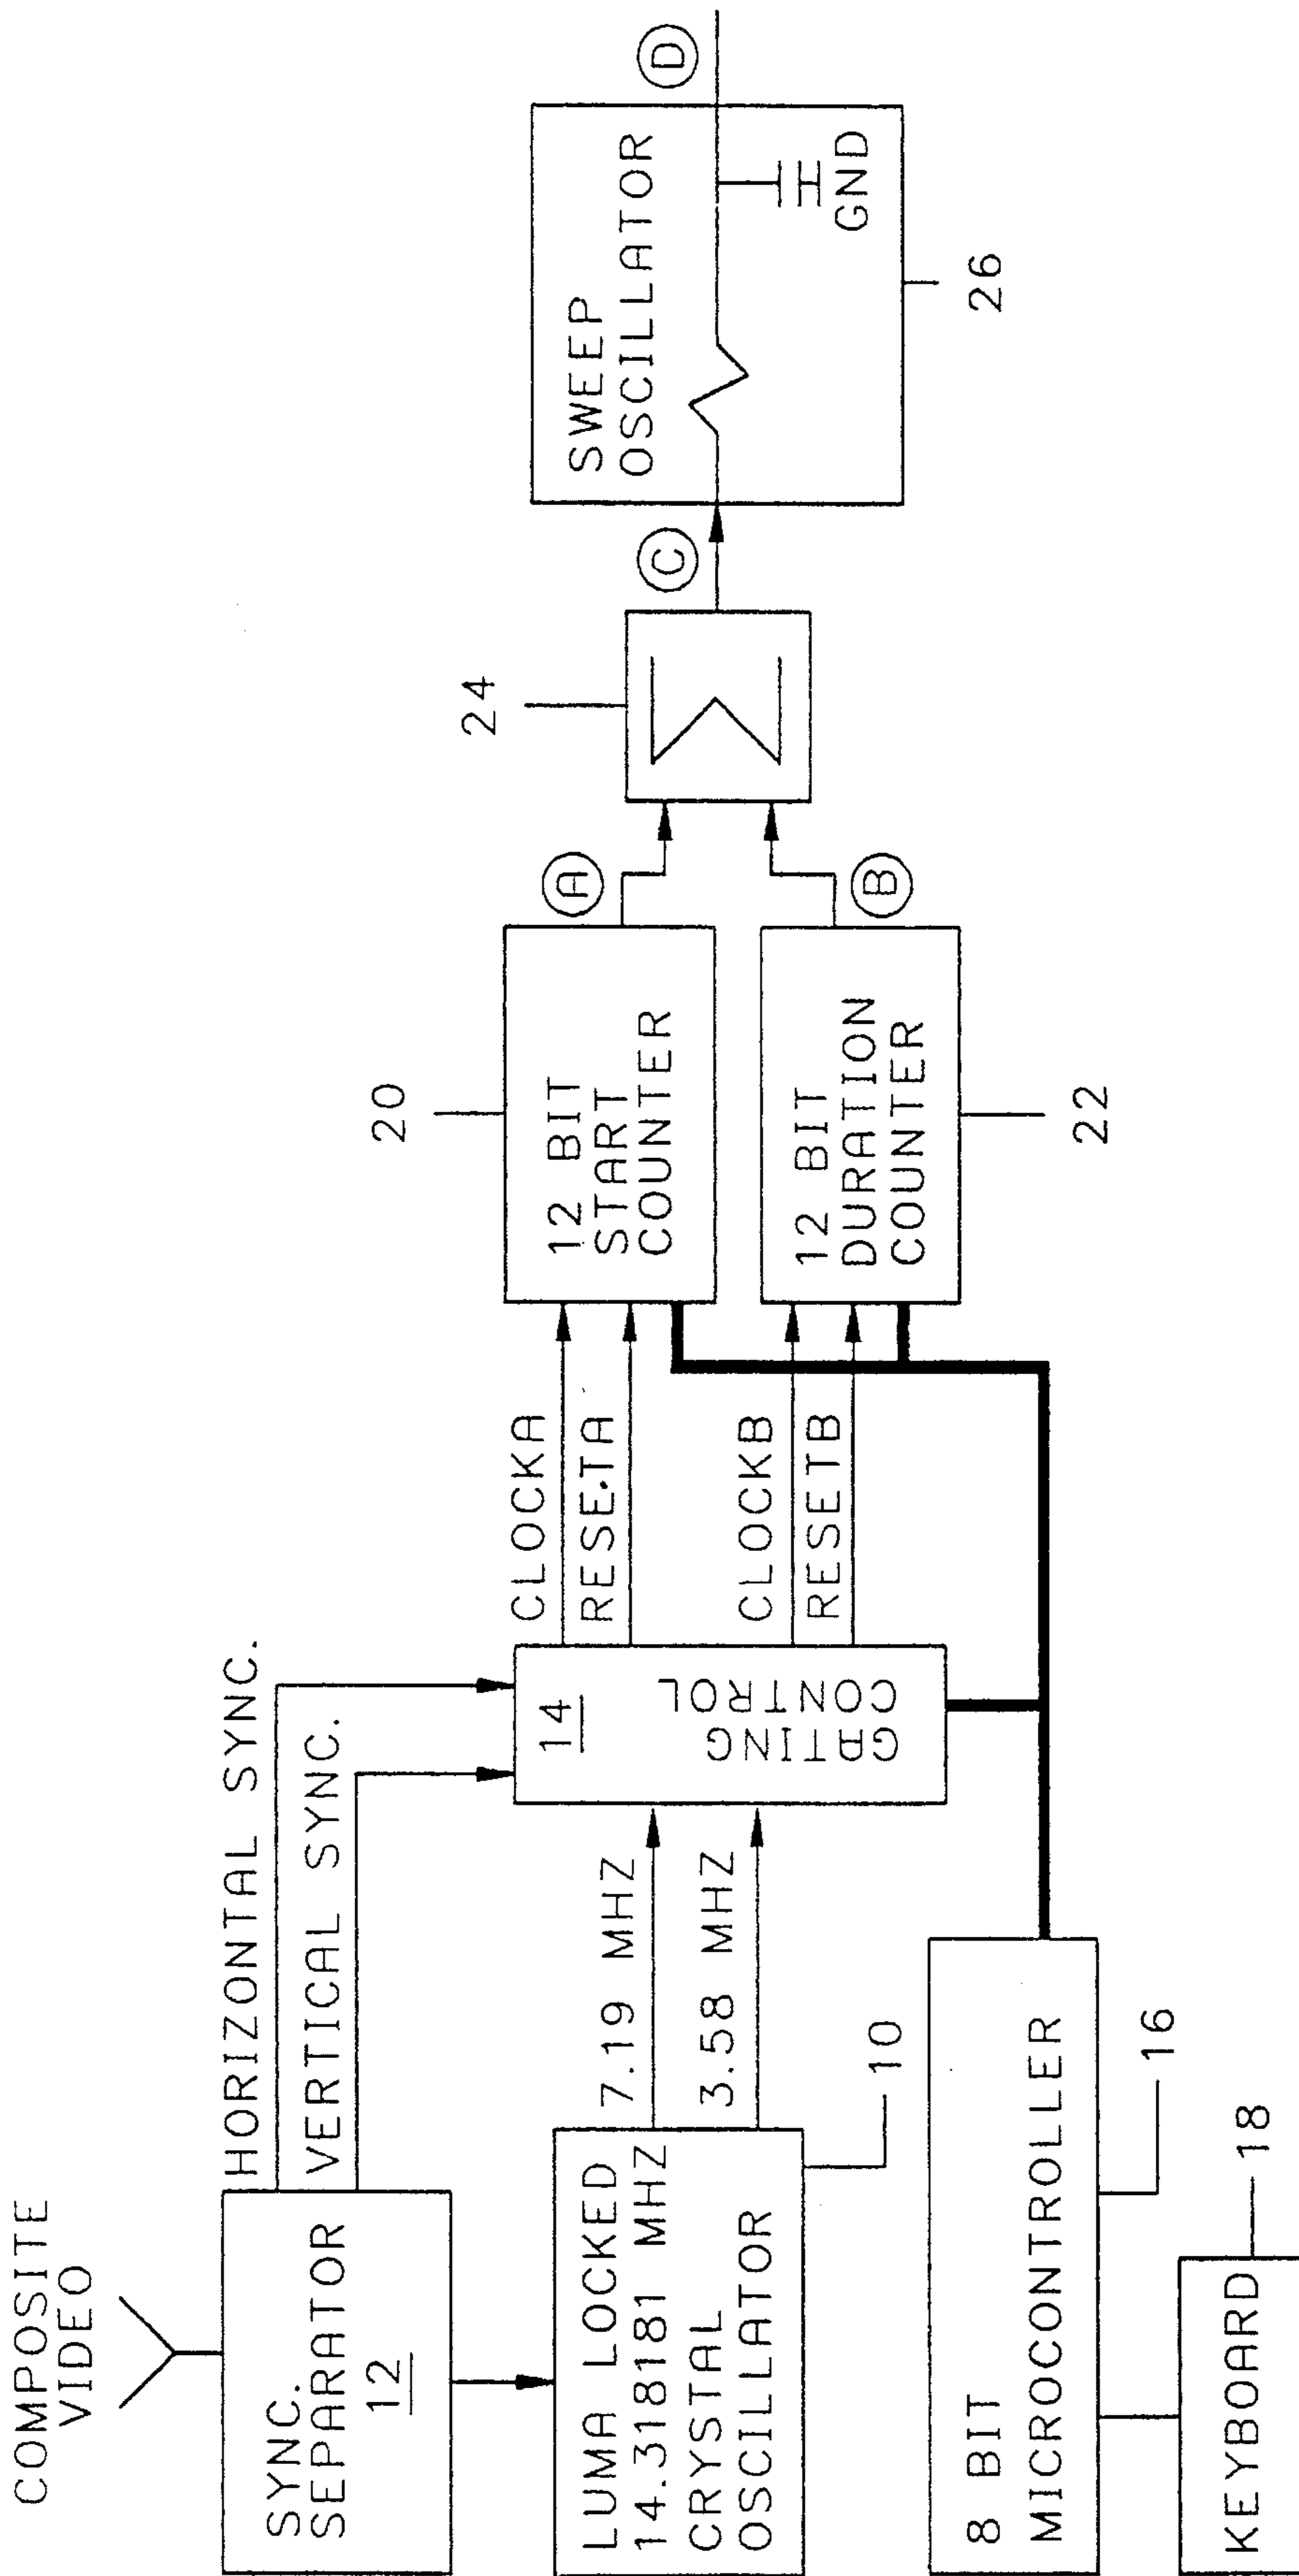 COMPOSITE
VIDEO
SYNC.
SEPARATOR
12
HORIZONTAL SYNC.
VERTICAL SYNC.
LUMA LOCKED
14.318181 MHZ
CRYSTAL
OSCILLATOR
10
7.19 MHZ
3.58 MHZ
14
GATING
CONTROL
8 BIT
MICROCONTROLLER
16
KEYBOARD
18
CLOCKA
RESE.TA
CLOCKB
RESETB
20
12 BIT
START
COUNTER
A
12 BIT
DURATION
COUNTER
22
B
24
Σ
C
SWEEP
OSCILLATOR
GND
26
D